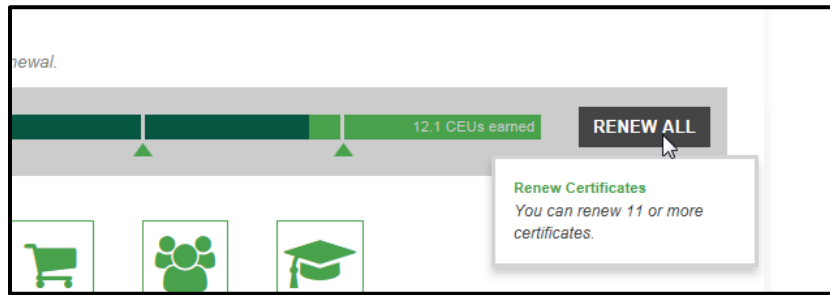 newal.
12.1 CEUs earned
RENEW ALL
Renew Certificates
You can renew 11 or more
certificates.